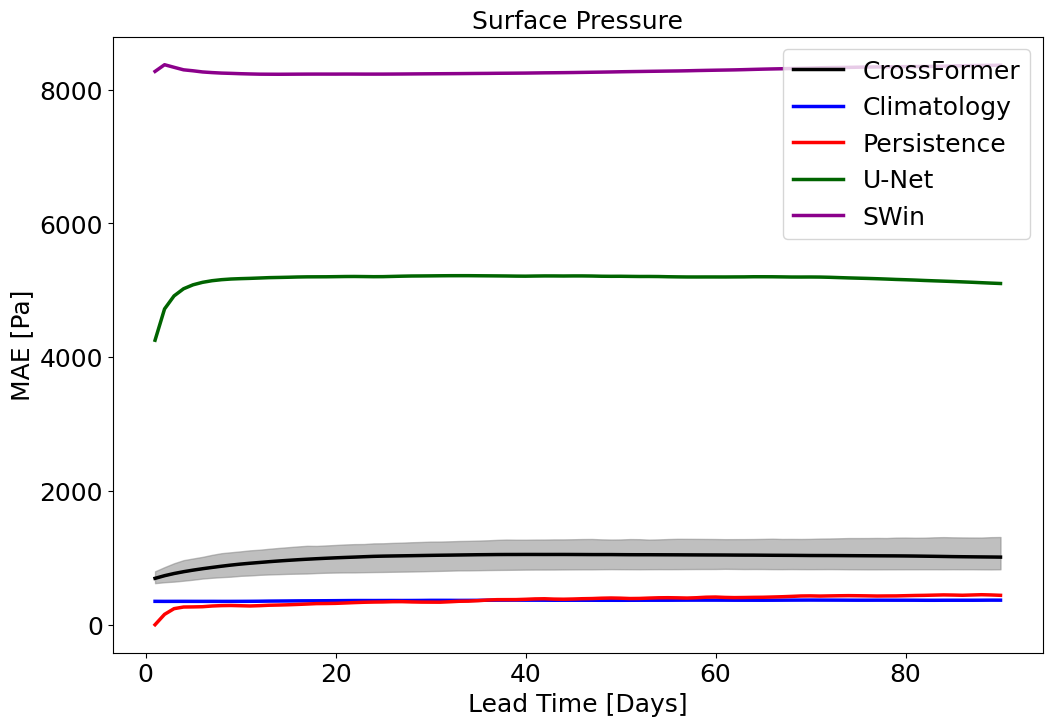 Surface Pressure
MAE [Pa]
8000
6000
4000
2000
0
CrossFormer
Climatology
Persistence
U-Net
SWin
0
20
40
60
80
Lead Time [Days]